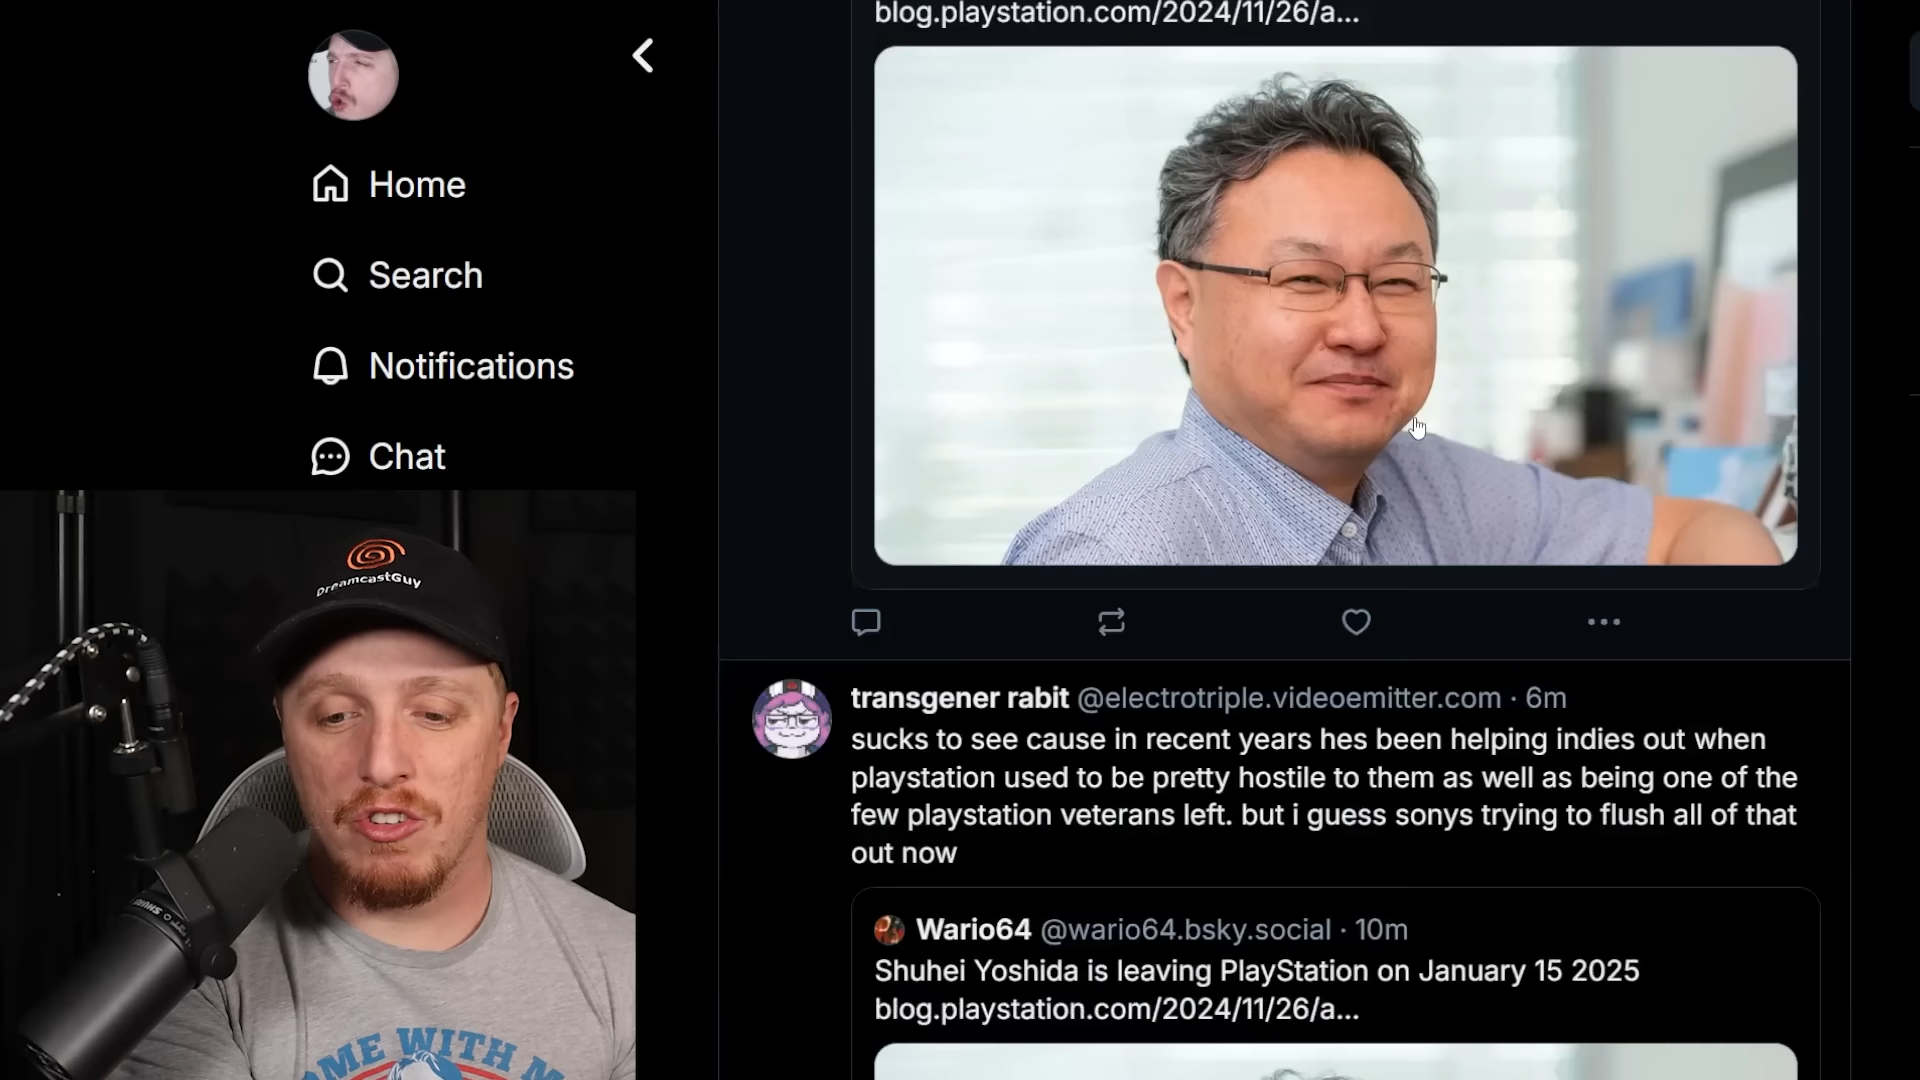 blog.playstation.com/2024/11/26/a...
Home
Search
Notifications
Chat
DreamcastGuy
transgener rabit @electrotriple.videoemitter.com · 6m
sucks to see cause in recent years hes been helping indies out when
playstation used to be pretty hostile to them as well as being one of the
few playstation veterans left. but i guess sonys trying to flush all of that
out now
Wario64 @wario64.bsky.social · 10m
Shuhei Yoshida is leaving PlayStation on January 15 2025
blog.playstation.com/2024/11/26/a...
SHURE
WITH